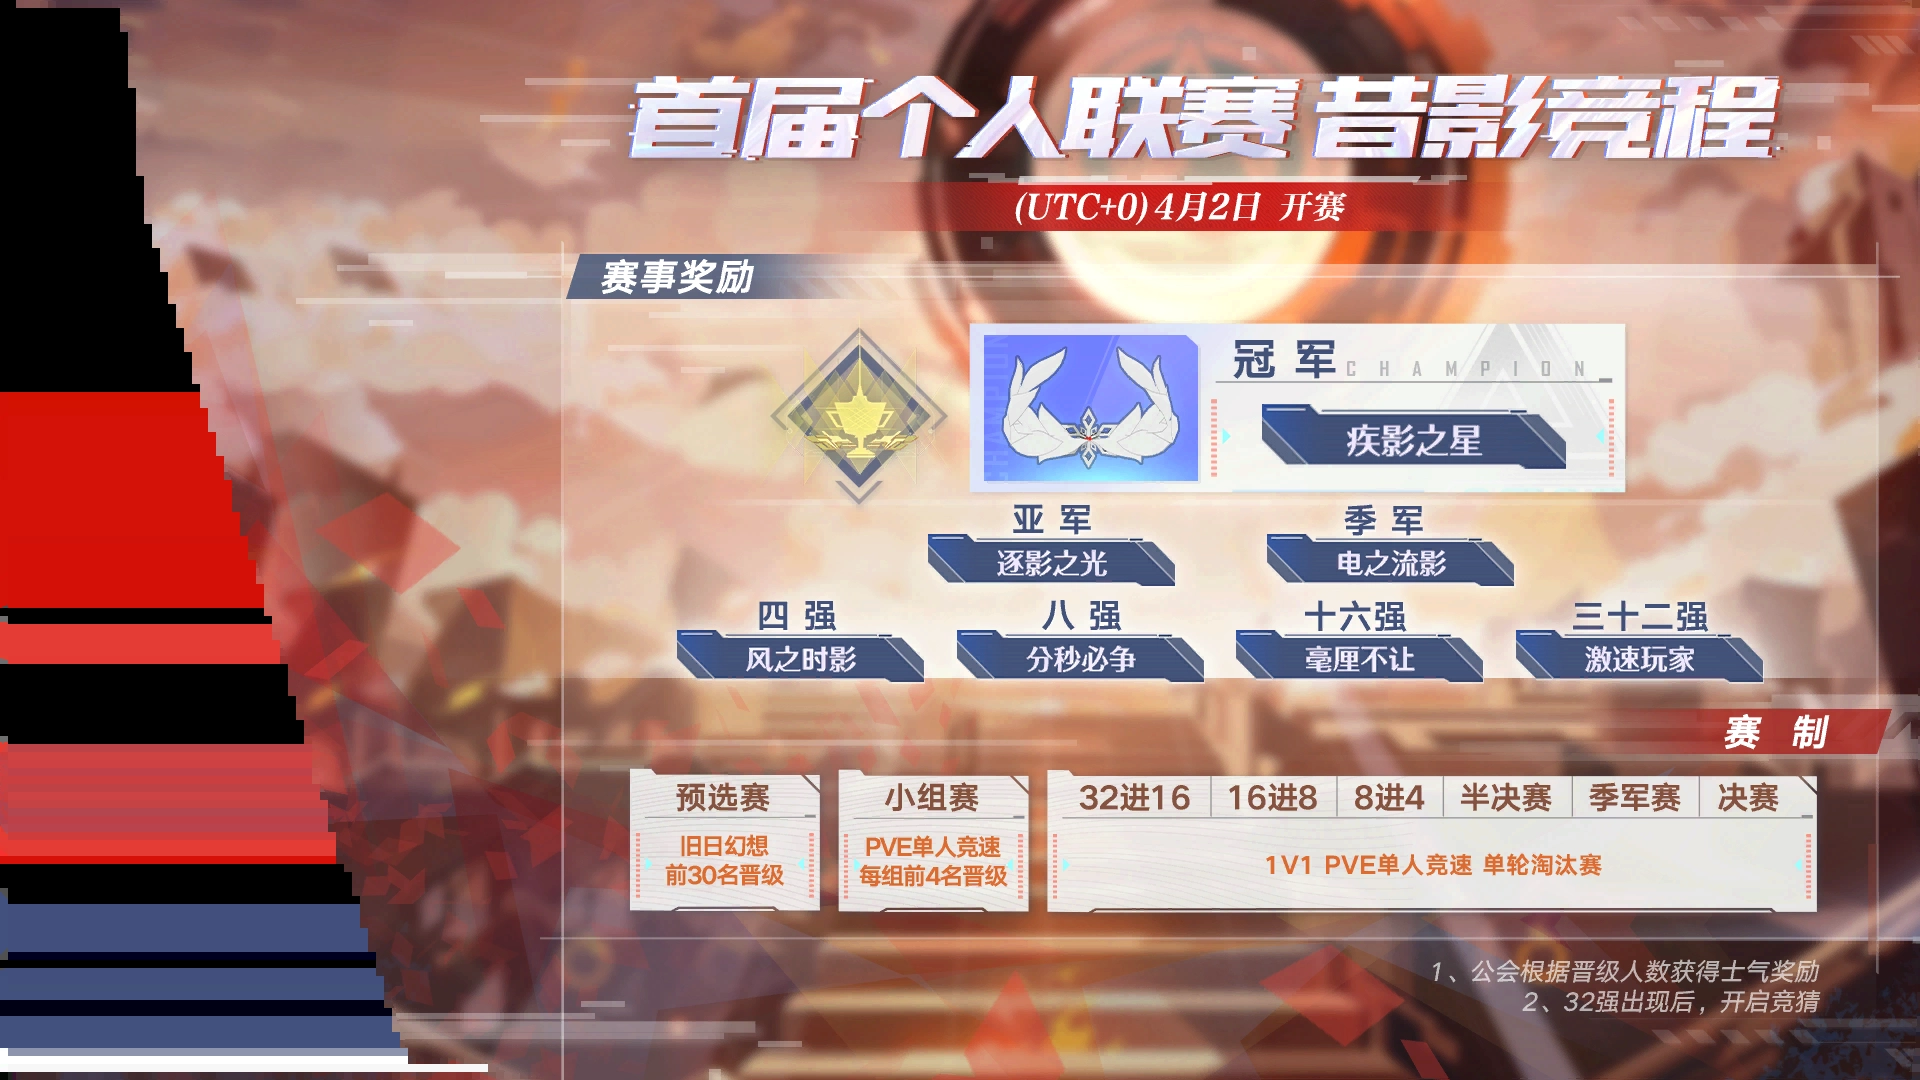 首届个人联赛 昔影竞程
(UTC+0) 4月2日 开赛
赛事奖励
冠军 CHAMPION
疾影之星
亚军
逐影之光
季军
电之流影
四强
风之时影
八强
分秒必争
十六强
毫厘不让
三十二强
激速玩家
赛 制
预选赛
旧日幻想
前30名晋级
小组赛
PVE单人竞速
每组前4名晋级
32进16 16进8 8进4 半决赛 季军赛 决赛
1V1 PVE单人竞速 单轮淘汰赛
1、公会根据晋级人数获得士气奖励
2、32强出现后，开启竞猜